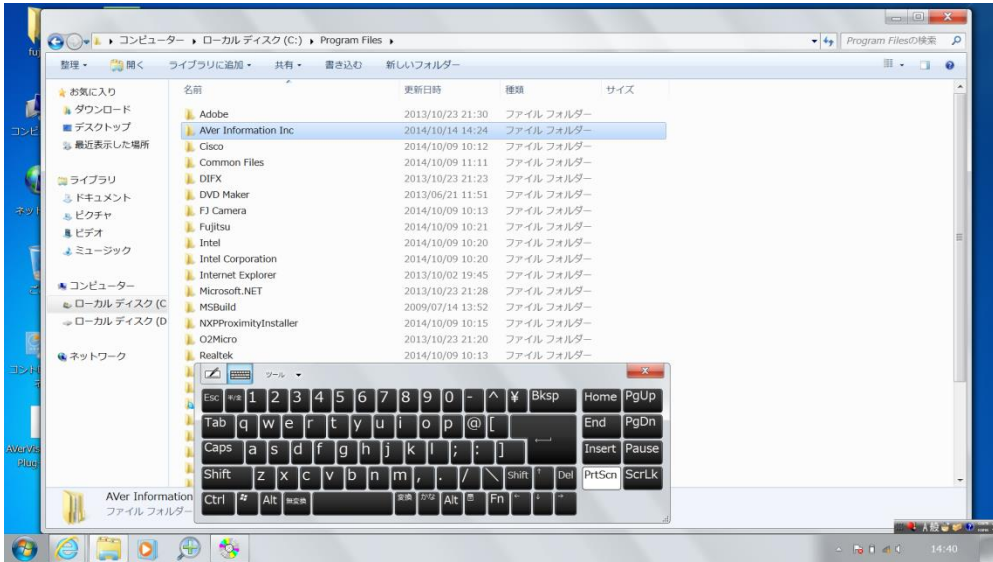 コンピューター ▸ ローカル ディスク (C:) ▸ Program Files ▸
Program Filesの検索
整理 開く ライブラリに追加 共有 書き込む 新しいフォルダー
お気に入り
ダウンロード
デスクトップ
最近表示した場所
ライブラリ
ドキュメント
ピクチャ
ビデオ
ミュージック
コンピューター
ローカル ディスク (C
ローカル ディスク (D
ネットワーク
名前 更新日時 種類 サイズ
Adobe 2013/10/23 21:30 ファイル フォルダー
AVer Information Inc 2014/10/14 14:24 ファイル フォルダー
Cisco 2014/10/09 10:12 ファイル フォルダー
Common Files 2014/10/09 11:11 ファイル フォルダー
DIFX 2013/10/23 21:23 ファイル フォルダー
DVD Maker 2013/06/21 11:51 ファイル フォルダー
FJ Camera 2014/10/09 10:13 ファイル フォルダー
Fujitsu 2014/10/09 10:21 ファイル フォルダー
Intel 2014/10/09 10:20 ファイル フォルダー
Intel Corporation 2014/10/09 10:20 ファイル フォルダー
Internet Explorer 2013/10/02 19:45 ファイル フォルダー
Microsoft.NET 2013/10/23 21:28 ファイル フォルダー
MSBuild 2009/07/14 13:52 ファイル フォルダー
NXPProximityInstaller 2014/10/09 10:15 ファイル フォルダー
O2Micro 2013/10/23 21:20 ファイル フォルダー
Realtek 2014/10/09 10:13 ファイル フォルダー
ツール
Esc 半/全 1 2 3 4 5 6 7 8 9 0 - ^ ¥ Bksp Home PgUp
Tab q w e r t y u i o p @ [ End PgDn
Caps a s d f g h j k l ; : ] Insert Pause
Shift z x c v b n m , . / \ Shift ↑ Del PrtScn ScrLk
Ctrl Alt 無変換 変換 かな Alt Fn ← ↓ →
AVer Information
ファイル フォルダー
14:40